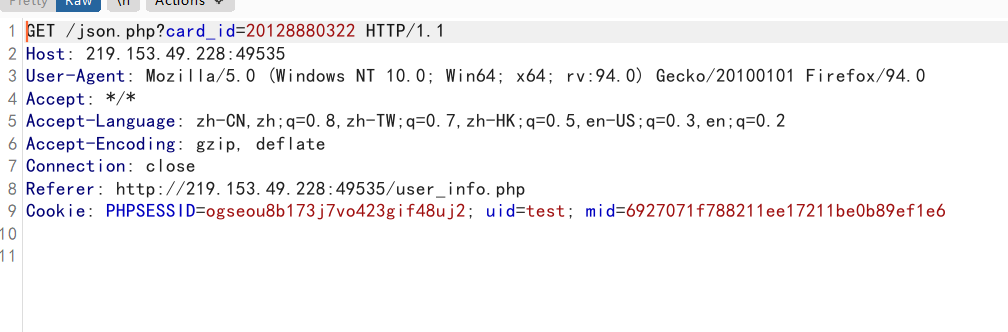 Pretty Raw \n Actions
1 GET /json.php?card_id=20128880322 HTTP/1.1
2 Host: 219.153.49.228:49535
3 User-Agent: Mozilla/5.0 (Windows NT 10.0; Win64; x64; rv:94.0) Gecko/20100101 Firefox/94.0
4 Accept: */*
5 Accept-Language: zh-CN,zh;q=0.8,zh-TW;q=0.7,zh-HK;q=0.5,en-US;q=0.3,en;q=0.2
6 Accept-Encoding: gzip, deflate
7 Connection: close
8 Referer: http://219.153.49.228:49535/user_info.php
9 Cookie: PHPSESSID=ogseou8b173j7vo423gif48uj2; uid=test; mid=6927071f788211ee17211be0b89ef1e6
10
11